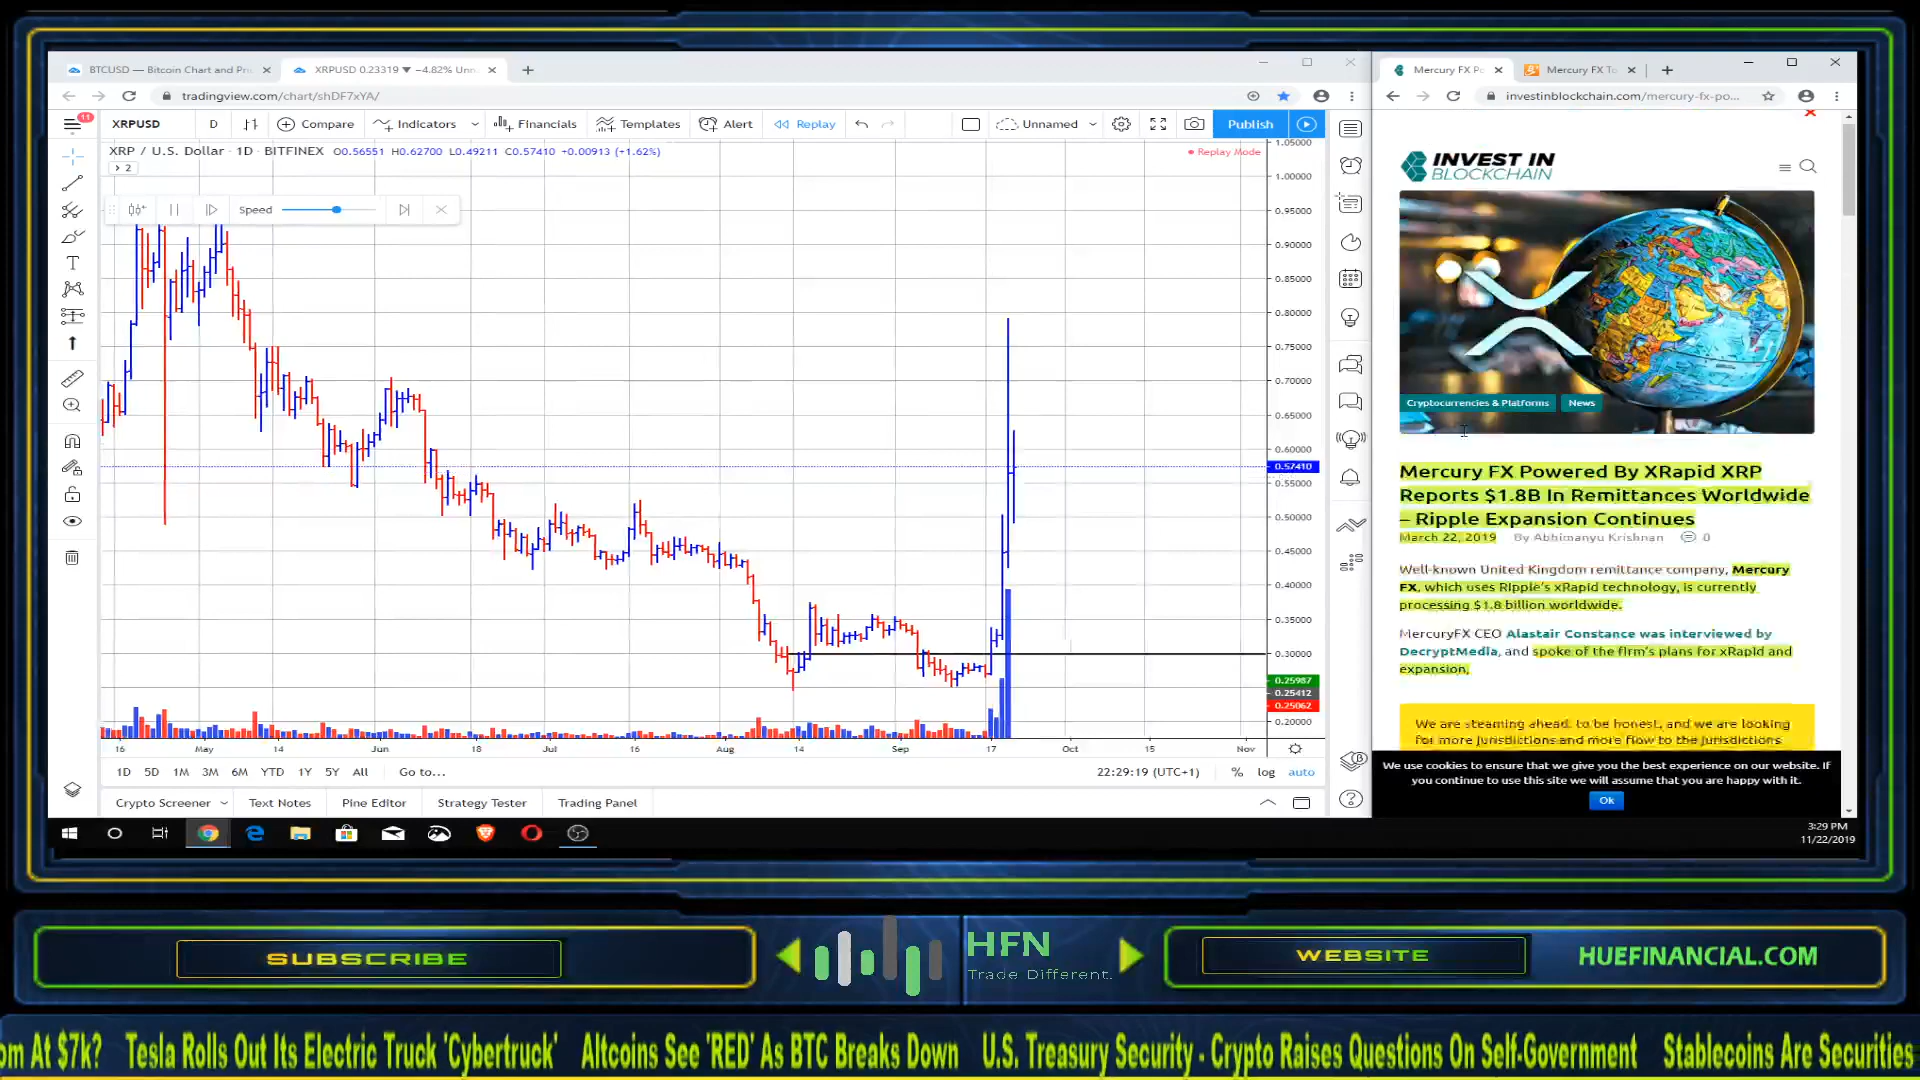 BTCUSD — Bitcoin Chart and Pri
XRPUSD 0.23319 ▼ −4.82% Unn
tradingview.com/chart/shDF7xYA/
11
XRPUSD
D
Compare
Indicators
Financials
Templates
Alert
Replay
Unnamed
Publish
XRP / U.S. Dollar · 1D · BITFINEX O0.56551 H0.62700 L0.49211 C0.57410 +0.00913 (+1.62%)
Replay Mode
2
Speed
1.05000
1.00000
0.95000
0.90000
0.85000
0.80000
0.75000
0.70000
0.65000
0.60000
0.57410
0.55000
0.50000
0.45000
0.40000
0.35000
0.30000
0.25987
0.25412
0.25062
0.20000
16 May 14 Jun 18 Jul 16 Aug 14 Sep 17 Oct 15 Nov
1D 5D 1M 3M 6M YTD 1Y 5Y All Go to...
22:29:19 (UTC+1) % log auto
Crypto Screener Text Notes Pine Editor Strategy Tester Trading Panel
Mercury FX Po
Mercury FX To
investinblockchain.com/mercury-fx-po...
INVEST IN
BLOCKCHAIN
Cryptocurrencies & Platforms News
Mercury FX Powered By XRapid XRP
Reports $1.8B In Remittances Worldwide
– Ripple Expansion Continues
March 22, 2019 By Abhimanyu Krishnan 0
Well-known United Kingdom remittance company, Mercury
FX, which uses Ripple's xRapid technology, is currently
processing $1.8 billion worldwide.
MercuryFX CEO Alastair Constance was interviewed by
DecryptMedia, and spoke of the firm's plans for xRapid and
expansion,
We are steaming ahead, to be honest, and we are looking
for more jurisdictions and more flow to the jurisdictions
We use cookies to ensure that we give you the best experience on our website. If
you continue to use this site we will assume that you are happy with it.
Ok
3:29 PM
11/22/2019
SUBSCRIBE
HFN
Trade Different.
WEBSITE
HUEFINANCIAL.COM
om At $7k? Tesla Rolls Out Its Electric Truck 'Cybertruck' Altcoins See 'RED' As BTC Breaks Down U.S. Treasury Security - Crypto Raises Questions On Self-Government Stablecoins Are Securities